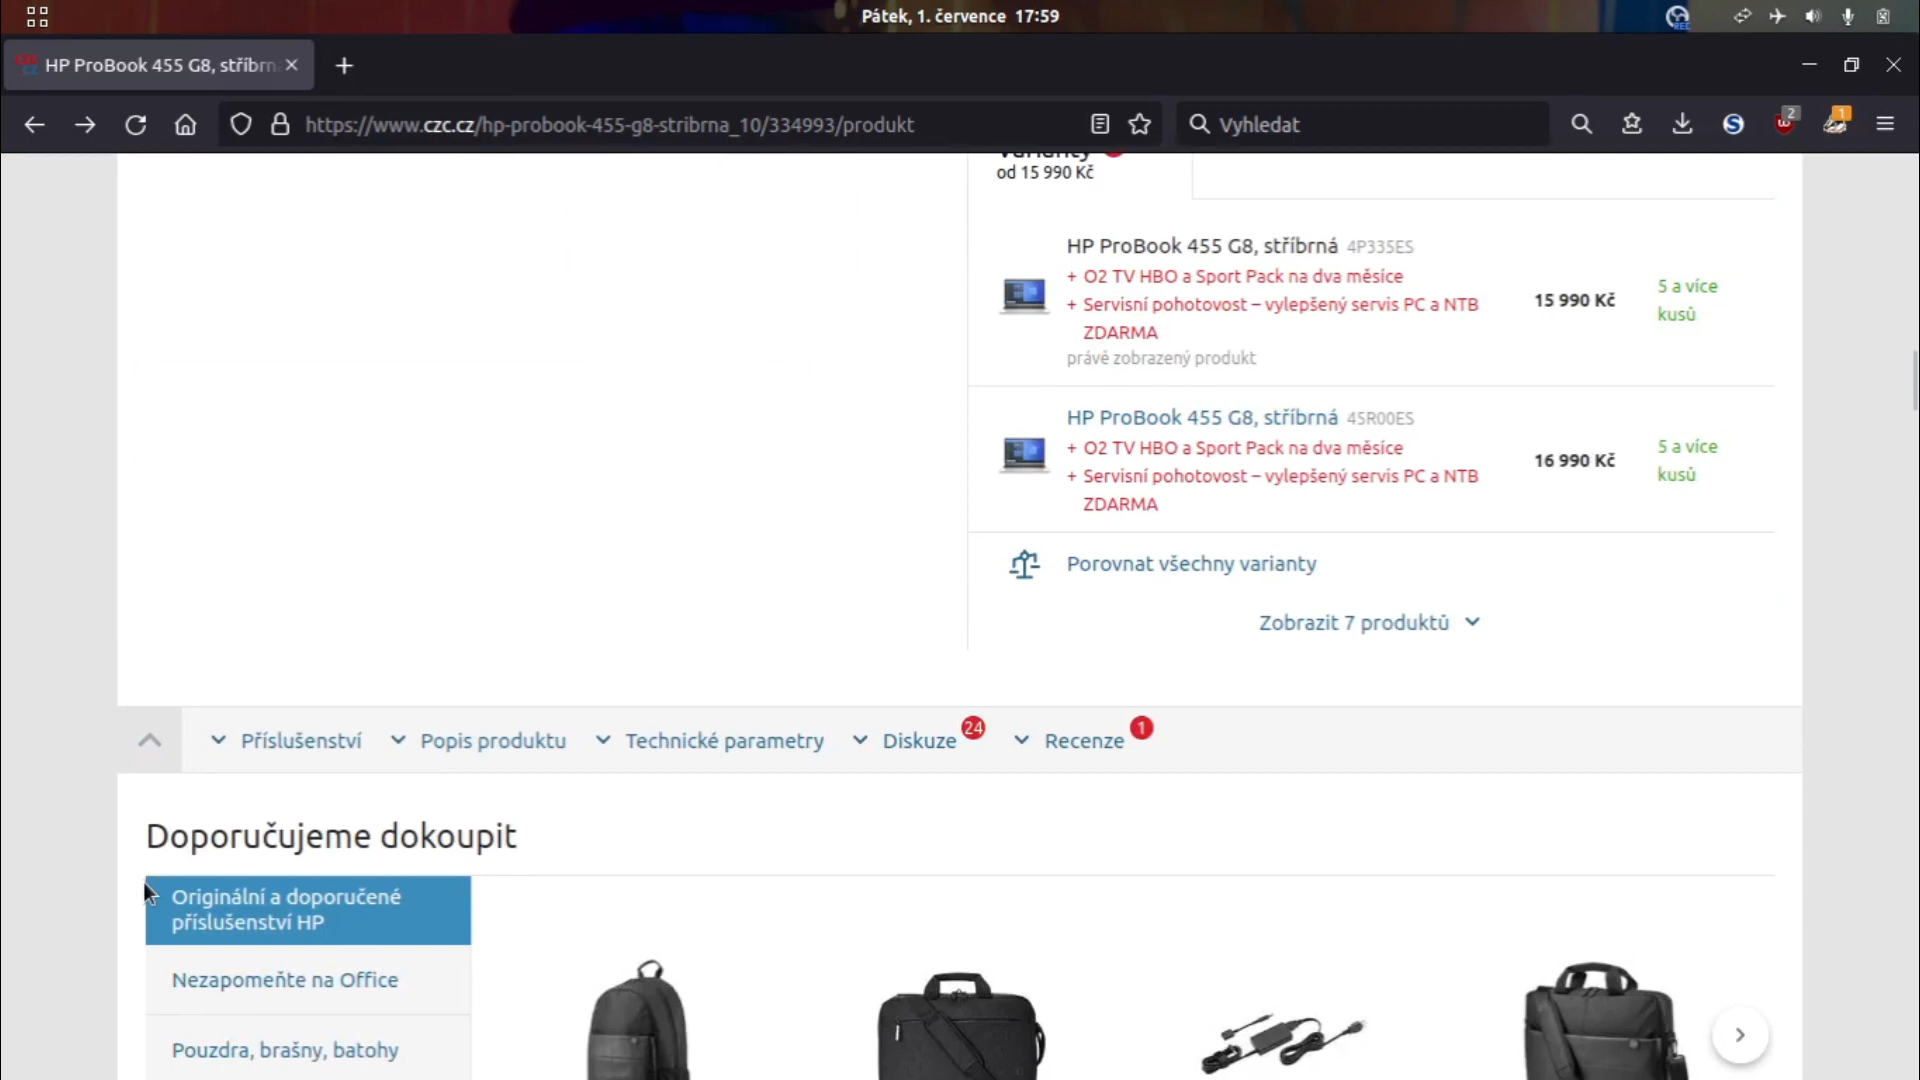 Pátek, 1. července 17:59
REC
HP ProBook 455 G8, stříbrn
https://www.czc.cz/hp-probook-455-g8-stribrna_10/334993/produkt
Vyhledat
2
1
Varianty
od 15 990 Kč
HP ProBook 455 G8, stříbrná 4P335ES
+ O2 TV HBO a Sport Pack na dva měsíce
+ Servisní pohotovost – vylepšený servis PC a NTB
ZDARMA
právě zobrazený produkt
15 990 Kč
5 a více
kusů
HP ProBook 455 G8, stříbrná 45R00ES
+ O2 TV HBO a Sport Pack na dva měsíce
+ Servisní pohotovost – vylepšený servis PC a NTB
ZDARMA
16 990 Kč
5 a více
kusů
Porovnat všechny varianty
Zobrazit 7 produktů
Příslušenství
Popis produktu
Technické parametry
Diskuze 24
Recenze 1
Doporučujeme dokoupit
Originální a doporučené
příslušenství HP
Nezapomeňte na Office
Pouzdra, brašny, batohy